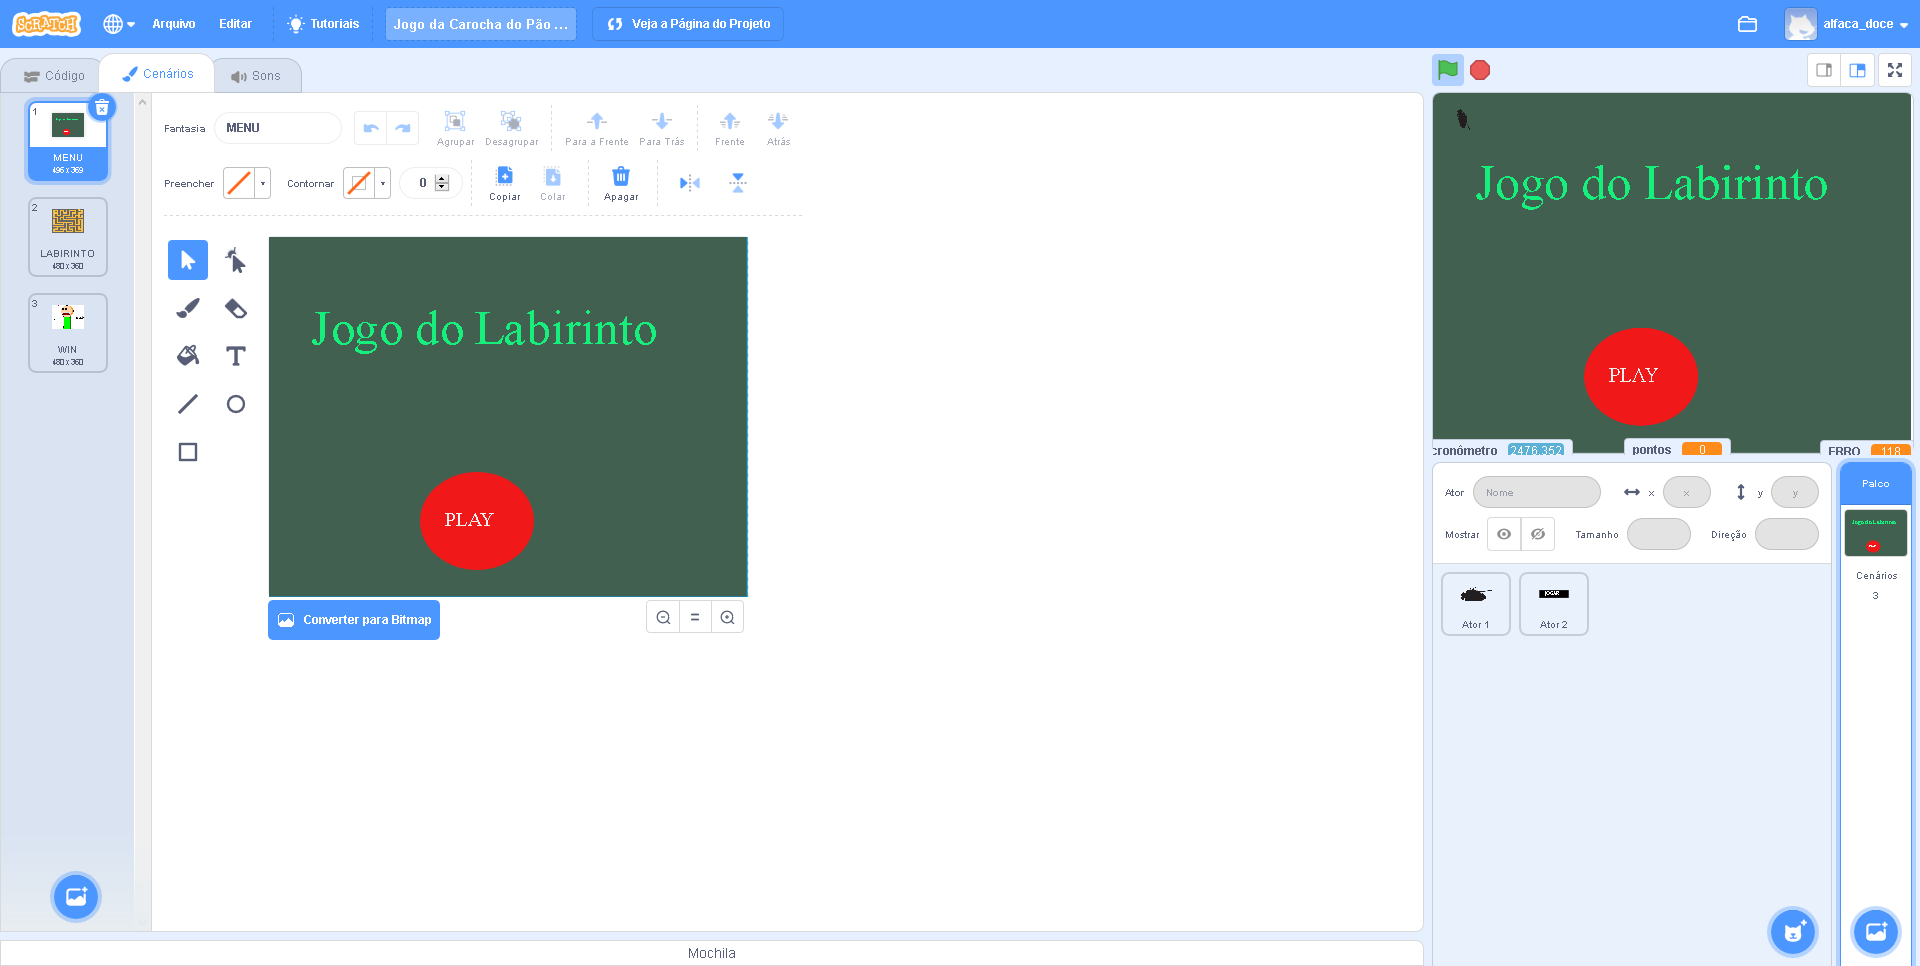 SCRATCH
Arquivo
Editar
Tutoriais
Jogo da Carocha do Pão ...
Veja a Página do Projeto
alfaca_doce
Código
Cenários
Sons
1
MENU
496 x 369
2
LABIRINTO
480 x 360
3
WIN
480 x 360
Fantasia
MENU
Agrupar
Desagrupar
Para a Frente
Para Trás
Frente
Atrás
Preencher
Contornar
0
Copiar
Colar
Apagar
Jogo do Labirinto
PLAY
Converter para Bitmap
Jogo do Labirinto
PLAY
cronômetro 2476.352
pontos 0
ERRO 118
Ator
Nome
x
x
y
y
Mostrar
Tamanho
Direção
JOGAR
Ator 1
Ator 2
Palco
Jogo do Labirinto
Cenários
3
Mochila